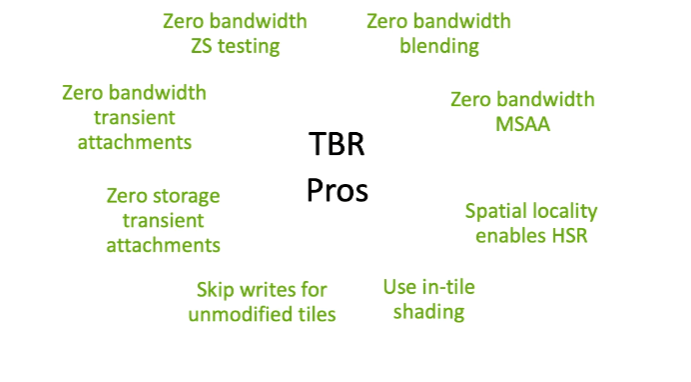 Zero bandwidth
ZS testing
Zero bandwidth
blending
Zero bandwidth
transient
attachments
Zero bandwidth
MSAA
TBR
Pros
Zero storage
transient
attachments
Spatial locality
enables HSR
Skip writes for
unmodified tiles
Use in-tile
shading